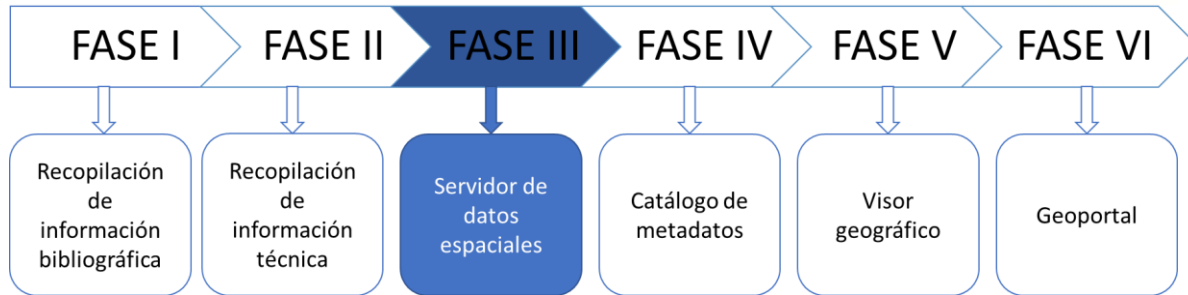 FASE I
FASE II
FASE III
FASE IV
FASE V
FASE VI
Recopilación
de
información
bibliográfica
Recopilación
de
información
técnica
Servidor de
datos
espaciales
Catálogo de
metadatos
Visor
geográfico
Geoportal